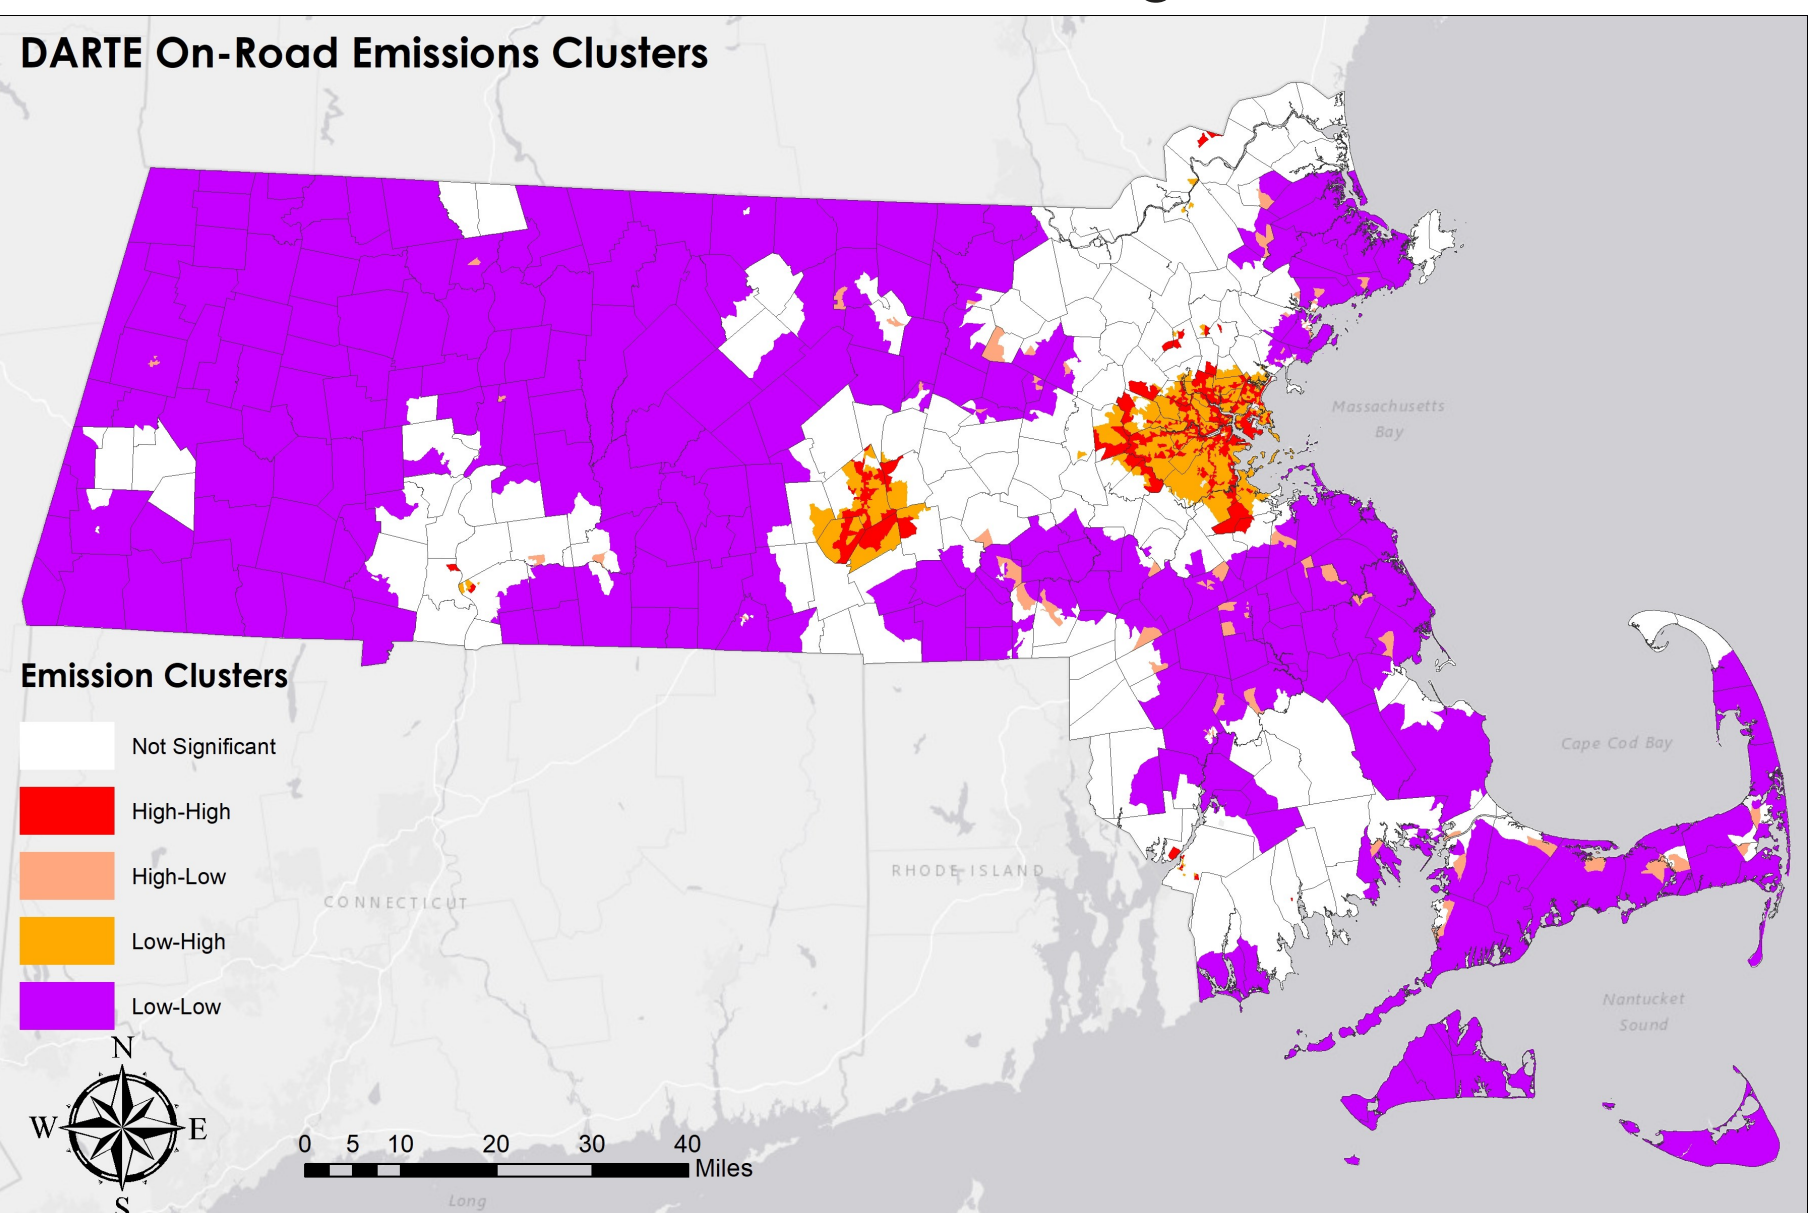 DARTE On-Road Emissions Clusters
Massachusetts
Bay
Emission Clusters
Not Significant
High-High
High-Low
Low-High
Low-Low
Cape Cod Bay
RHODE ISLAND
CONNECTICUT
Nantucket
Sound
N
W E
S
0 5 10 20 30 40
Miles
Long